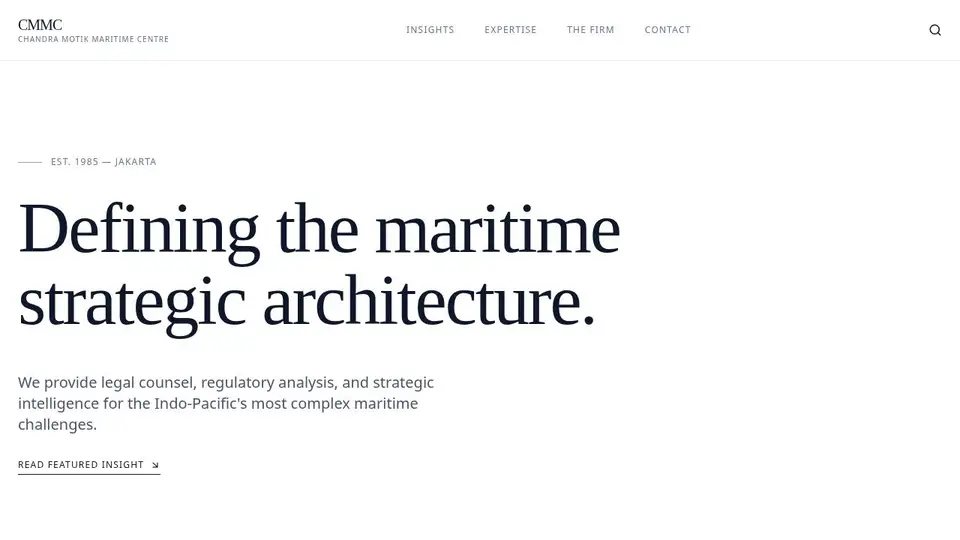 CMMC
CHANDRA MOTIK MARITIME CENTRE
INSIGHTS
EXPERTISE
THE FIRM
CONTACT
EST. 1985 — JAKARTA
Defining the maritime
strategic architecture.
We provide legal counsel, regulatory analysis, and strategic
intelligence for the Indo-Pacific's most complex maritime
challenges.
READ FEATURED INSIGHT